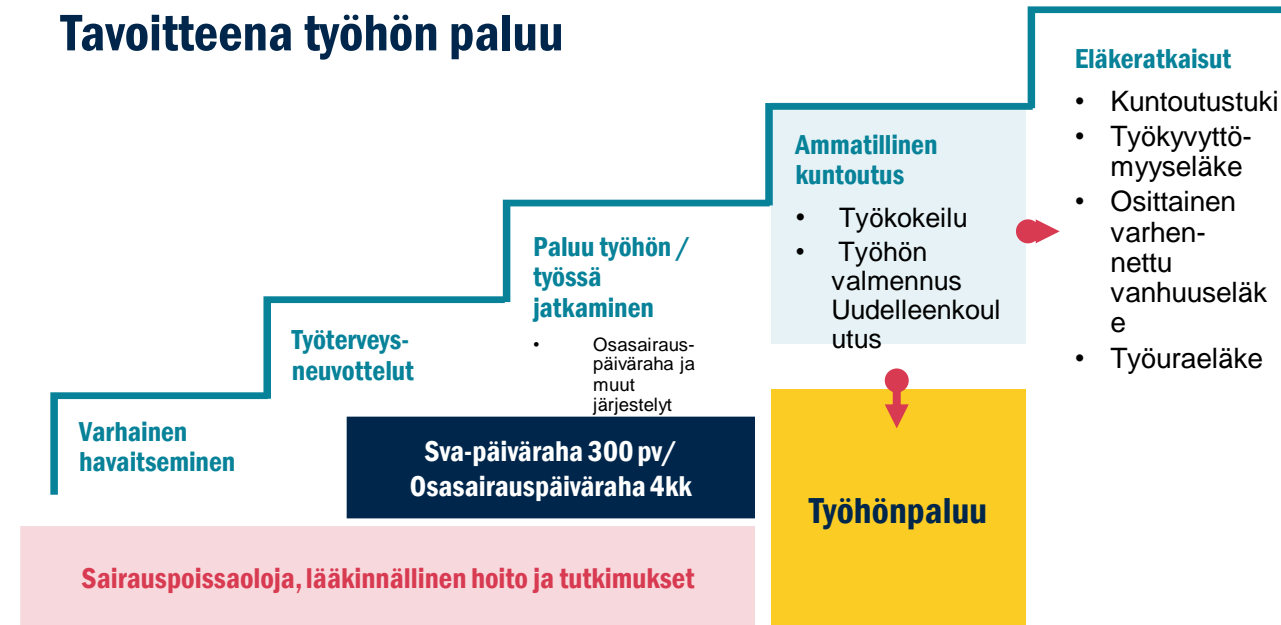 Tavoitteena työhön paluu
Varhainen
havaitseminen
Työterveys-
neuvottelut
Paluu työhön /
työssä
jatkaminen
• Osasairaus-
päiväraha ja
muut
järjestelyt
Ammatillinen
kuntoutus
• Työkokeilu
• Työhön
valmennus
Uudelleenkoul
utus
Eläkeratkaisut
• Kuntoutustuki
• Työkyvyttö-
myyseläke
• Osittainen
varhen-
nettu
vanhuuseläk
e
• Työuraeläke
Sva-päiväraha 300 pv/
Osasairauspäiväraha 4kk
Työhönpaluu
Sairauspoissaoloja, lääkinnällinen hoito ja tutkimukset